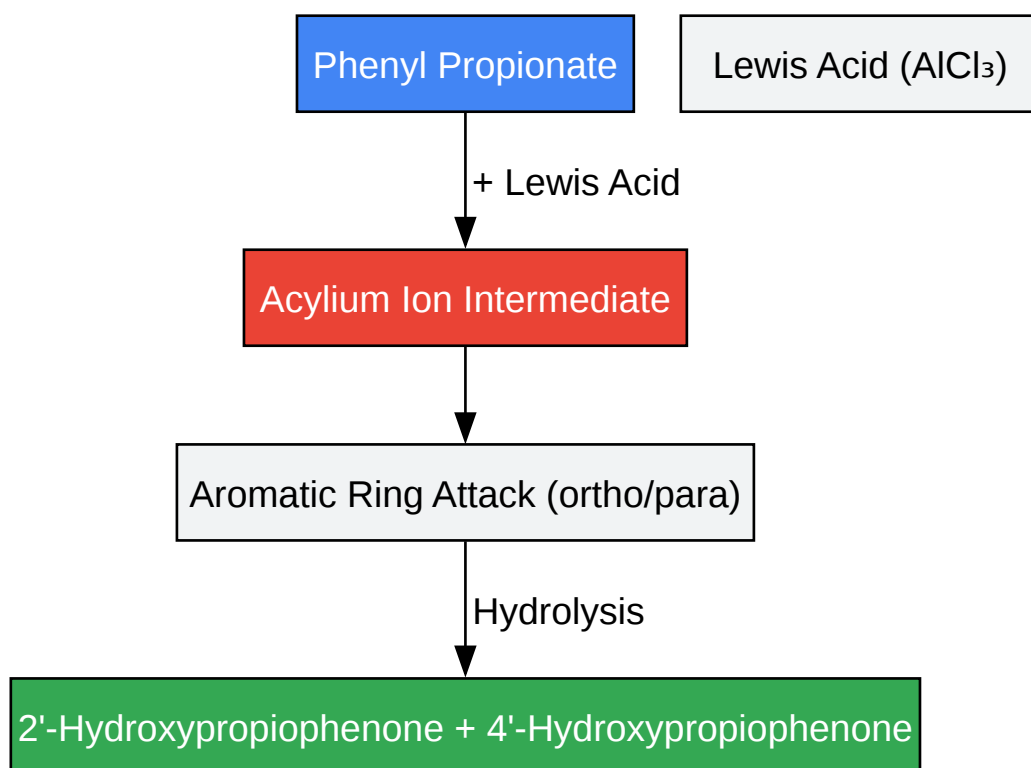 Phenyl Propionate
Lewis Acid (AlCl₃)
+ Lewis Acid
Acylium Ion Intermediate
Aromatic Ring Attack (ortho/para)
Hydrolysis
2'-Hydroxypropiophenone + 4'-Hydroxypropiophenone